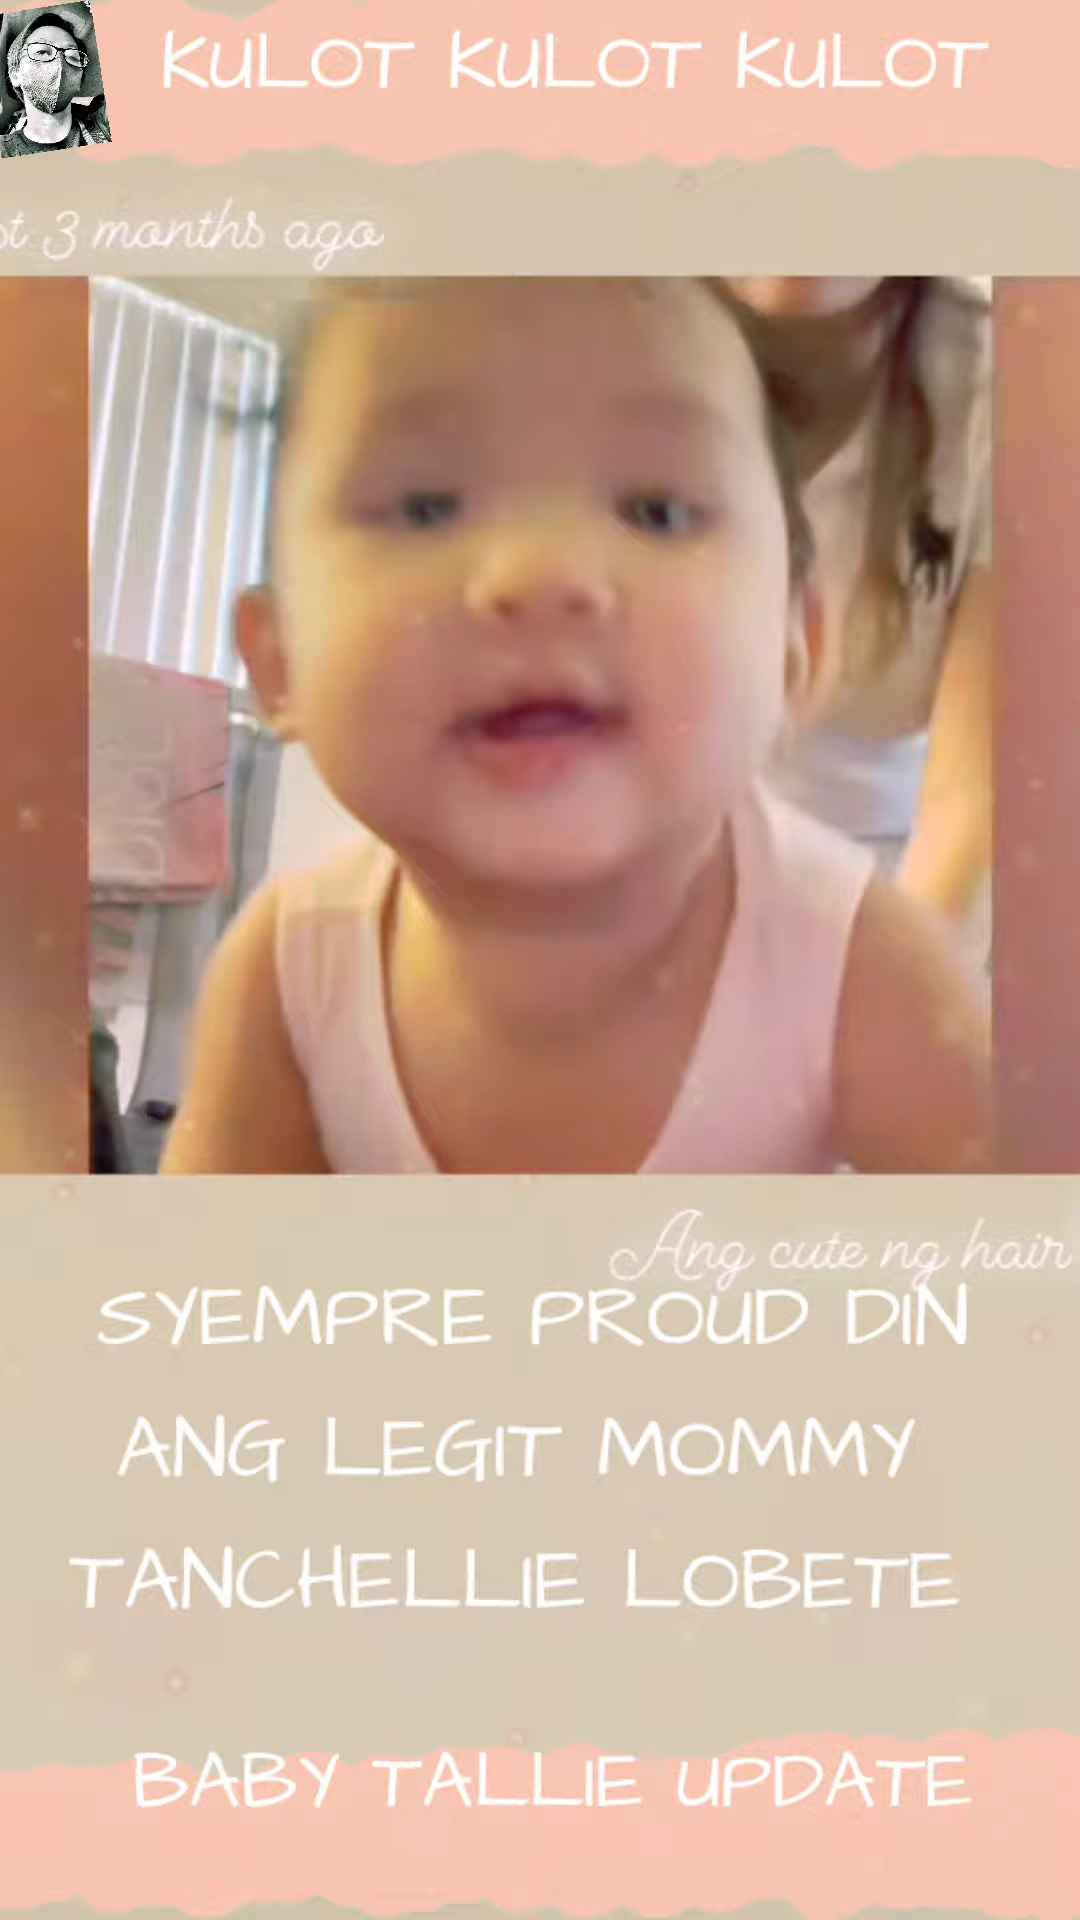 KULOT KULOT KULOT
3 months ago
Ang cute ng hair
SYEMPRE PROUD DIN
ANG LEGIT MOMMY
TANCHELLIE LOBETE
BABY TALLIE UPDATE